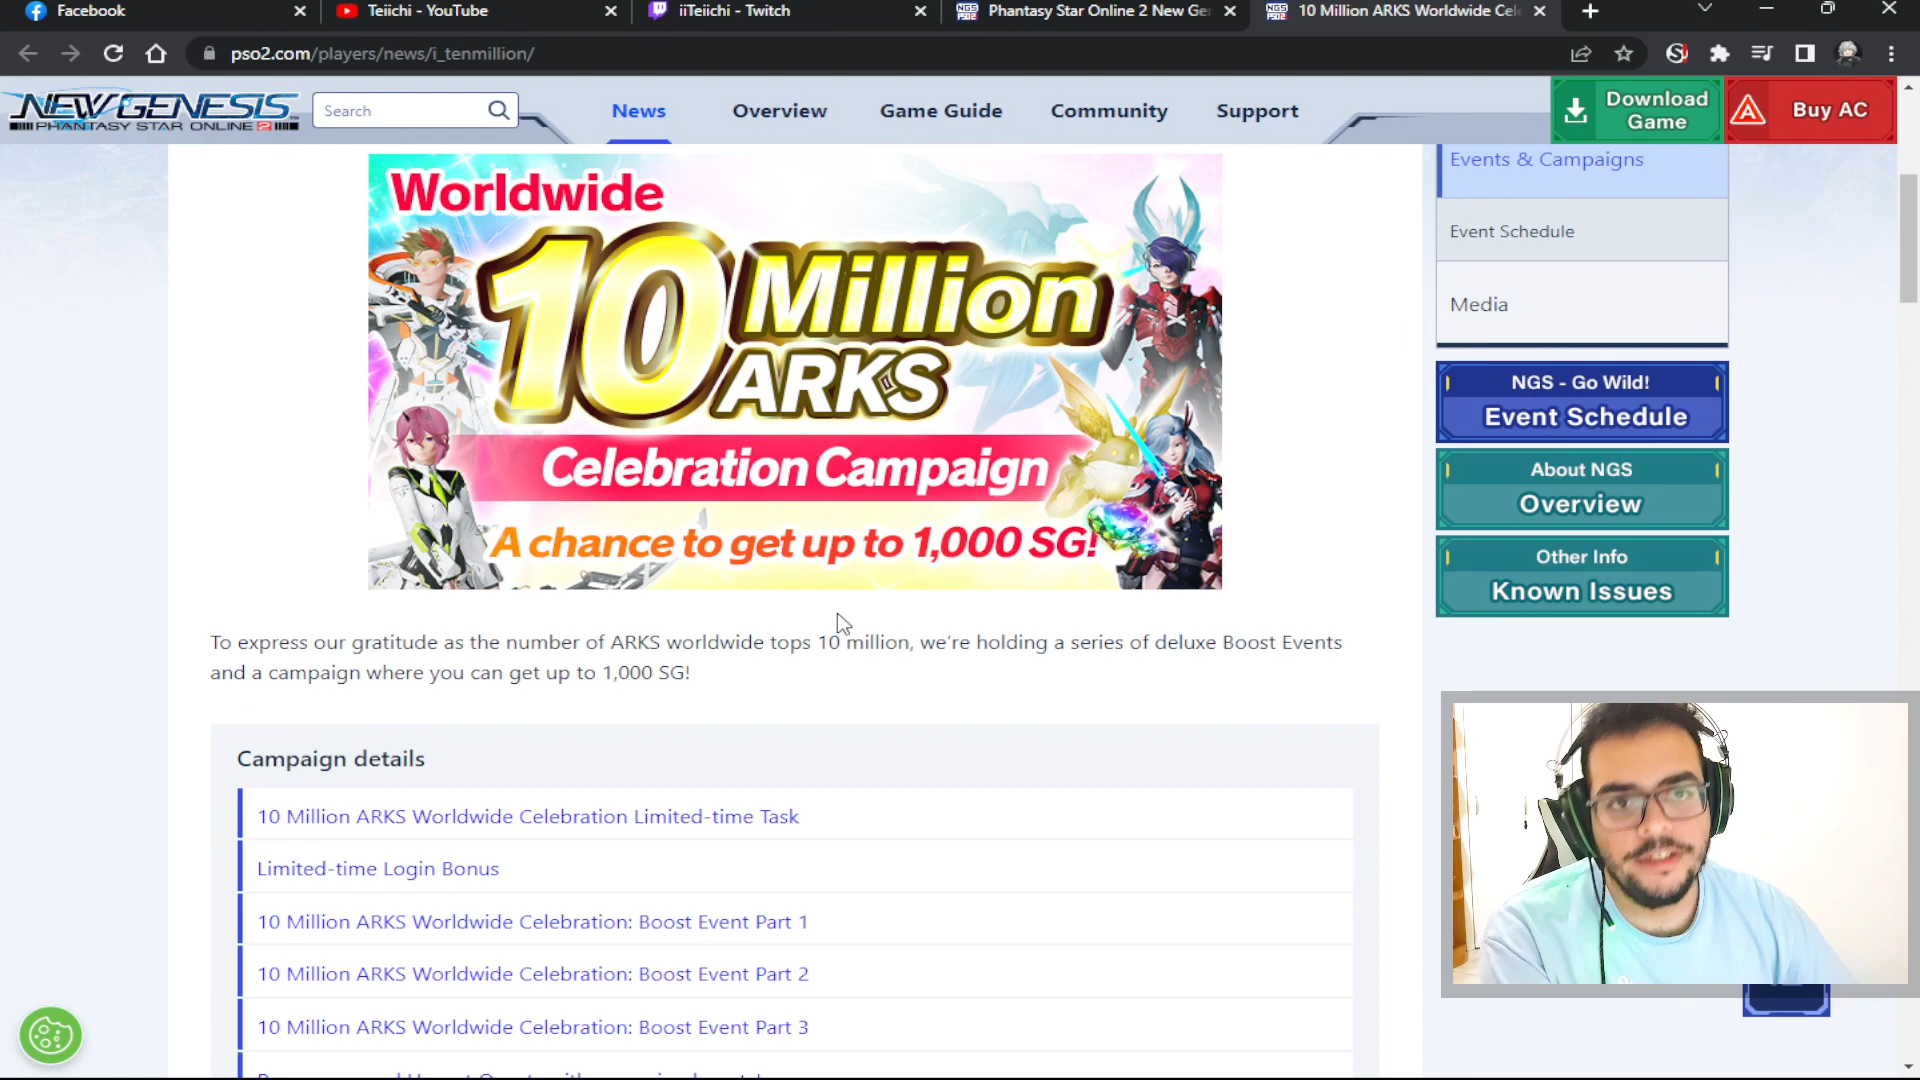 Facebook
Teiichi - YouTube
iiTeiichi - Twitch
Phantasy Star Online 2 New Ge
10 Million ARKS Worldwide Cel
pso2.com/players/news/i_tenmillion/
NEW GENESIS
PHANTASY STAR ONLINE 2
Search
News
Overview
Game Guide
Community
Support
Download
Game
Buy AC
Worldwide
10 Million
ARKS
Celebration Campaign
A chance to get up to 1,000 SG!
To express our gratitude as the number of ARKS worldwide tops 10 million, we're holding a series of deluxe Boost Events
and a campaign where you can get up to 1,000 SG!
Campaign details
10 Million ARKS Worldwide Celebration Limited-time Task
Limited-time Login Bonus
10 Million ARKS Worldwide Celebration: Boost Event Part 1
10 Million ARKS Worldwide Celebration: Boost Event Part 2
10 Million ARKS Worldwide Celebration: Boost Event Part 3
Events & Campaigns
Event Schedule
Media
NGS - Go Wild!
Event Schedule
About NGS
Overview
Other Info
Known Issues